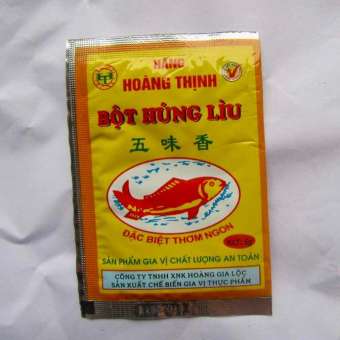 HÃNG
HOÀNG THỊNH
BỘT HÙNG LÌU
五味香
ĐẶC BIỆT THƠM NGON
SẢN PHẨM GIA VỊ CHẤT LƯỢNG AN TOÀN
CÔNG TY TNHH XNK HOÀNG GIA LỘC
SẢN XUẤT CHẾ BIẾN GIA VỊ THỰC PHẨM